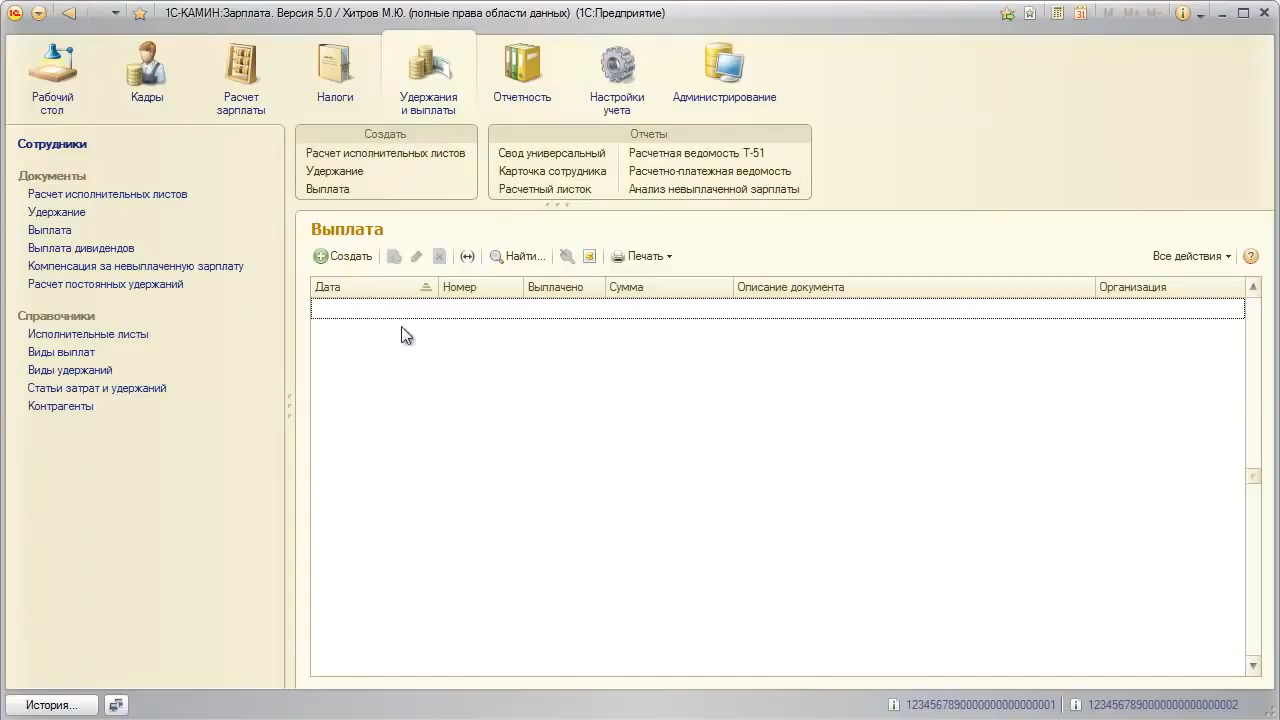 1С-КАМИН:Зарплата. Версия 5.0 / Хитров М.Ю. (полные права области данных) (1С:Предприятие)
M M+ M-
Рабочий стол
Кадры
Расчет зарплаты
Налоги
Удержания и выплаты
Отчетность
Настройки учета
Администрирование
Сотрудники
Документы
Расчет исполнительных листов
Удержание
Выплата
Выплата дивидендов
Компенсация за невыплаченную зарплату
Расчет постоянных удержаний
Справочники
Исполнительные листы
Виды выплат
Виды удержаний
Статьи затрат и удержаний
Контрагенты
Создать
Расчет исполнительных листов
Удержание
Выплата
Отчеты
Свод универсальный
Карточка сотрудника
Расчетный листок
Расчетная ведомость Т-51
Расчетно-платежная ведомость
Анализ невыплаченной зарплаты
Выплата
Создать
Найти...
Печать
Все действия
Дата Номер Выплачено Сумма Описание документа Организация
История...
12345678900000000000000001
12345678900000000000000002